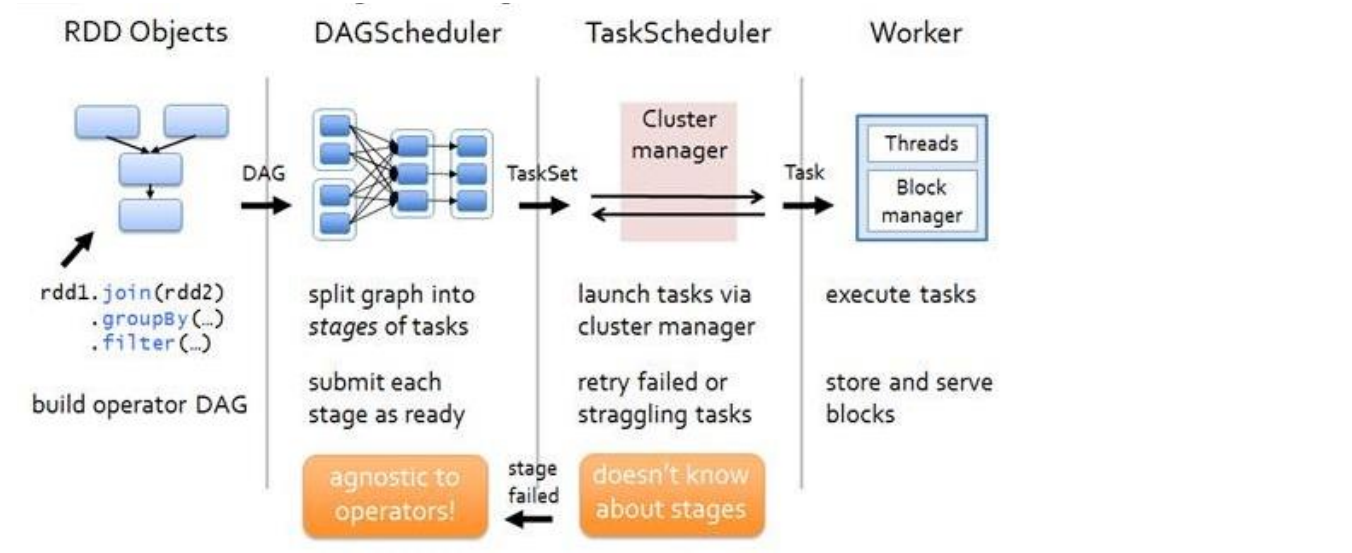 RDD Objects
DAGScheduler
TaskScheduler
Worker
DAG
TaskSet
Cluster
manager
Task
Threads
Block
manager
rdd1.join(rdd2)
.groupBy(…)
.filter(…)
build operator DAG
split graph into
stages of tasks
submit each
stage as ready
agnostic to
operators!
launch tasks via
cluster manager
retry failed or
straggling tasks
stage
failed
doesn't know
about stages
execute tasks
store and serve
blocks